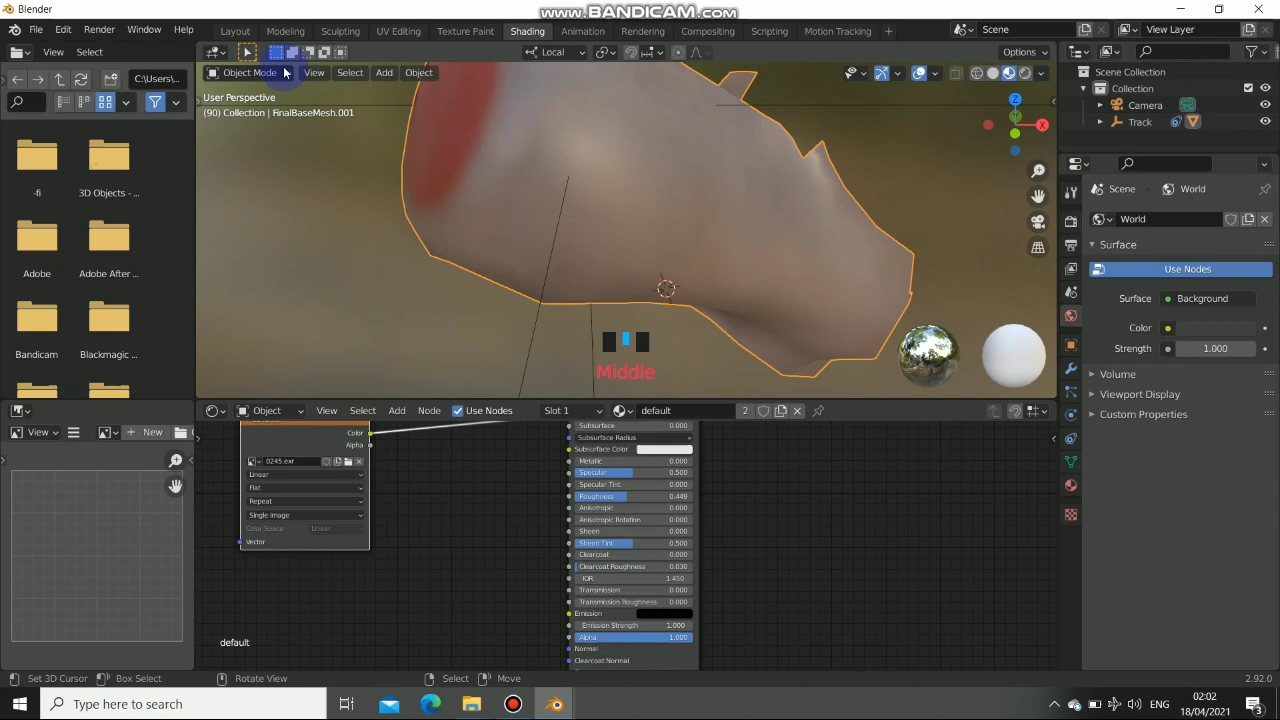 Blender
www.BANDICAM.com
File Edit Render Window Help
Layout Modeling Sculpting UV Editing Texture Paint Shading Animation Rendering Compositing Scripting Motion Tracking +
Scene
View Layer
View Select
Local
Options
C:\Users\...
Object Mode View Select Add Object
User Perspective
(90) Collection | FinalBaseMesh.001
Z
Y
X
-fi
3D Objects -
Adobe
Adobe After ...
Bandicam
Blackmagic ...
Middle
Scene Collection
Collection
Camera
Track
Scene
World
World
Surface
Use Nodes
Surface Background
Color
Strength 1.000
Volume
Viewport Display
Custom Properties
View
+ New
Object View Select Add Node Use Nodes Slot 1 default 2
Color
Alpha
0245.exr
Linear
Flat
Repeat
Single Image
Color Space: Linear
Vector
Subsurface 0.000
Subsurface Radius
Subsurface Color
Metallic 0.000
Specular 0.500
Specular Tint 0.000
Roughness 0.449
Anisotropic 0.000
Anisotropic Rotation 0.000
Sheen 0.000
Sheen Tint 0.500
Clearcoat 0.000
Clearcoat Roughness 0.030
IOR 1.450
Transmission 0.000
Transmission Roughness 0.000
Emission
Emission Strength 1.000
Alpha 1.000
Normal
Clearcoat Normal
default
Set 3D Cursor Box Select Rotate View Select Move 2.92.0
Type here to search
02:02
18/04/2021
3